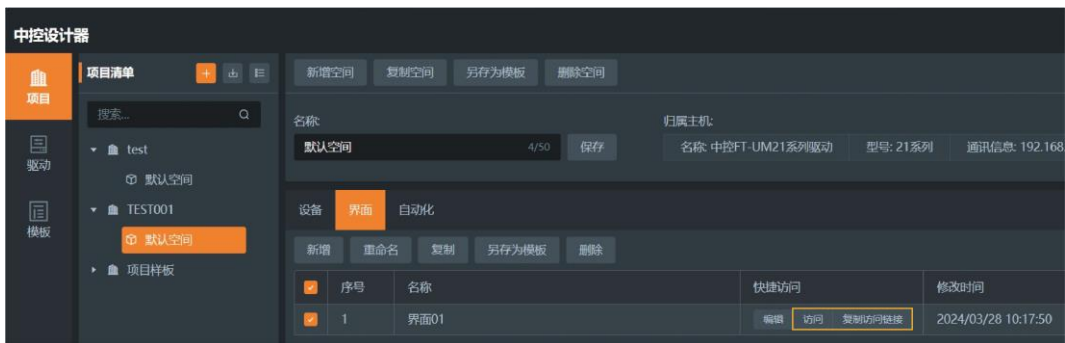 中控设计器
项目
驱动
模板
项目清单
搜索...
test
默认空间
TEST001
默认空间
项目样板
新增空间 复制空间 另存为模板 删除空间
名称: 归属主机:
默认空间 4/50 保存 名称: 中控FT-UM21系列驱动 型号: 21系列 通讯信息: 192.168.
设备 界面 自动化
新增 重命名 复制 另存为模板 删除
序号 名称 快捷访问 修改时间
1 界面01 编辑 访问 复制访问链接 2024/03/28 10:17:50